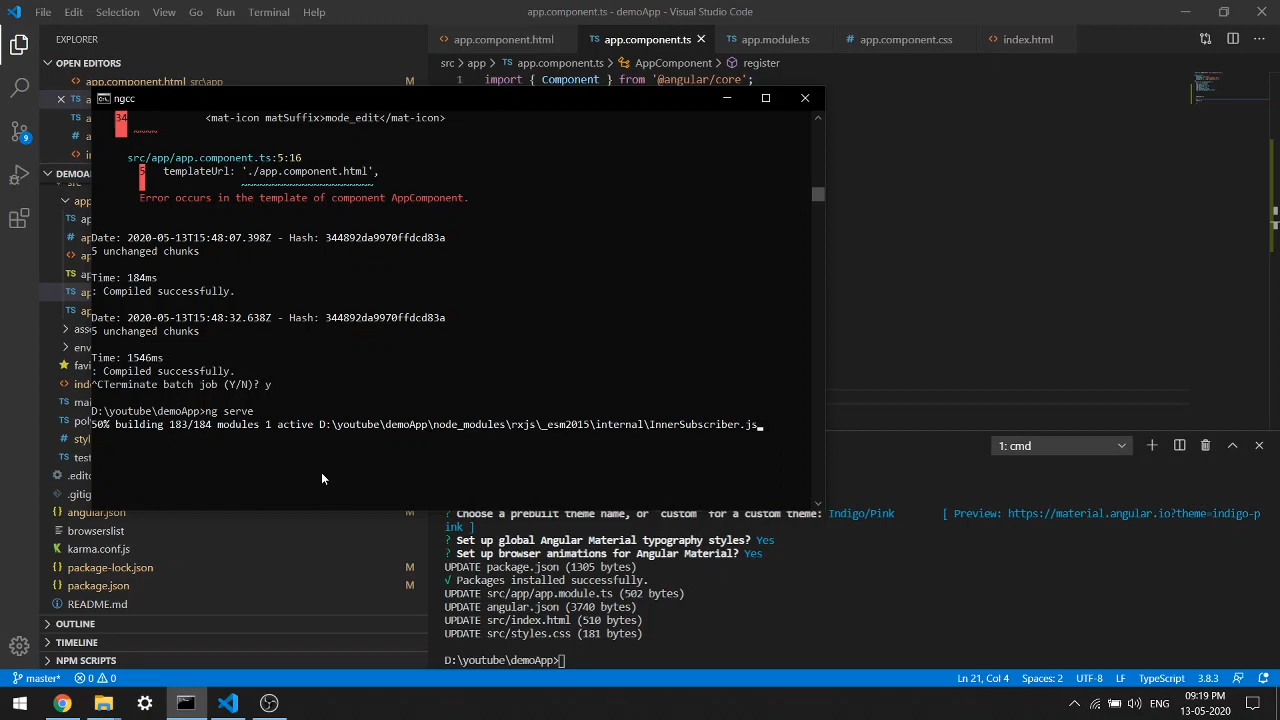 File Edit Selection View Go Run Terminal Help app.component.ts - demoApp - Visual Studio Code
EXPLORER
app.component.html
app.component.ts
app.module.ts
app.component.css
index.html
OPEN EDITORS
src > app > app.component.ts > AppComponent > register
app.component.html src\app M
1 import { Component } from '@angular/core';
ngcc
34 <mat-icon matSuffix>mode_edit</mat-icon>
~~~~
src/app/app.component.ts:5:16
5 templateUrl: './app.component.html',
~~~~~~~~~~~~~~~~~~~~~~
Error occurs in the template of component AppComponent.
Date: 2020-05-13T15:48:07.398Z - Hash: 344892da9970ffdcd83a
5 unchanged chunks
Time: 184ms
: Compiled successfully.
Date: 2020-05-13T15:48:32.638Z - Hash: 344892da9970ffdcd83a
5 unchanged chunks
Time: 1546ms
: Compiled successfully.
^CTerminate batch job (Y/N)? y
D:\youtube\demoApp>ng serve
50% building 183/184 modules 1 active D:\youtube\demoApp\node_modules\rxjs\_esm2015\internal\InnerSubscriber.js
9
.editor
.gitig
angular.json M
browserslist
karma.conf.js
package-lock.json M
package.json M
README.md
OUTLINE
TIMELINE
NPM SCRIPTS
1: cmd
? Choose a prebuilt theme name, or "custom" for a custom theme: Indigo/Pink [ Preview: https://material.angular.io?theme=indigo-p
ink ]
? Set up global Angular Material typography styles? Yes
? Set up browser animations for Angular Material? Yes
UPDATE package.json (1305 bytes)
√ Packages installed successfully.
UPDATE src/app/app.module.ts (502 bytes)
UPDATE angular.json (3740 bytes)
UPDATE src/index.html (510 bytes)
UPDATE src/styles.css (181 bytes)
D:\youtube\demoApp>
master* 0 0 Ln 21, Col 4 Spaces: 2 UTF-8 LF TypeScript 3.8.3
ENG
09:19 PM
13-05-2020